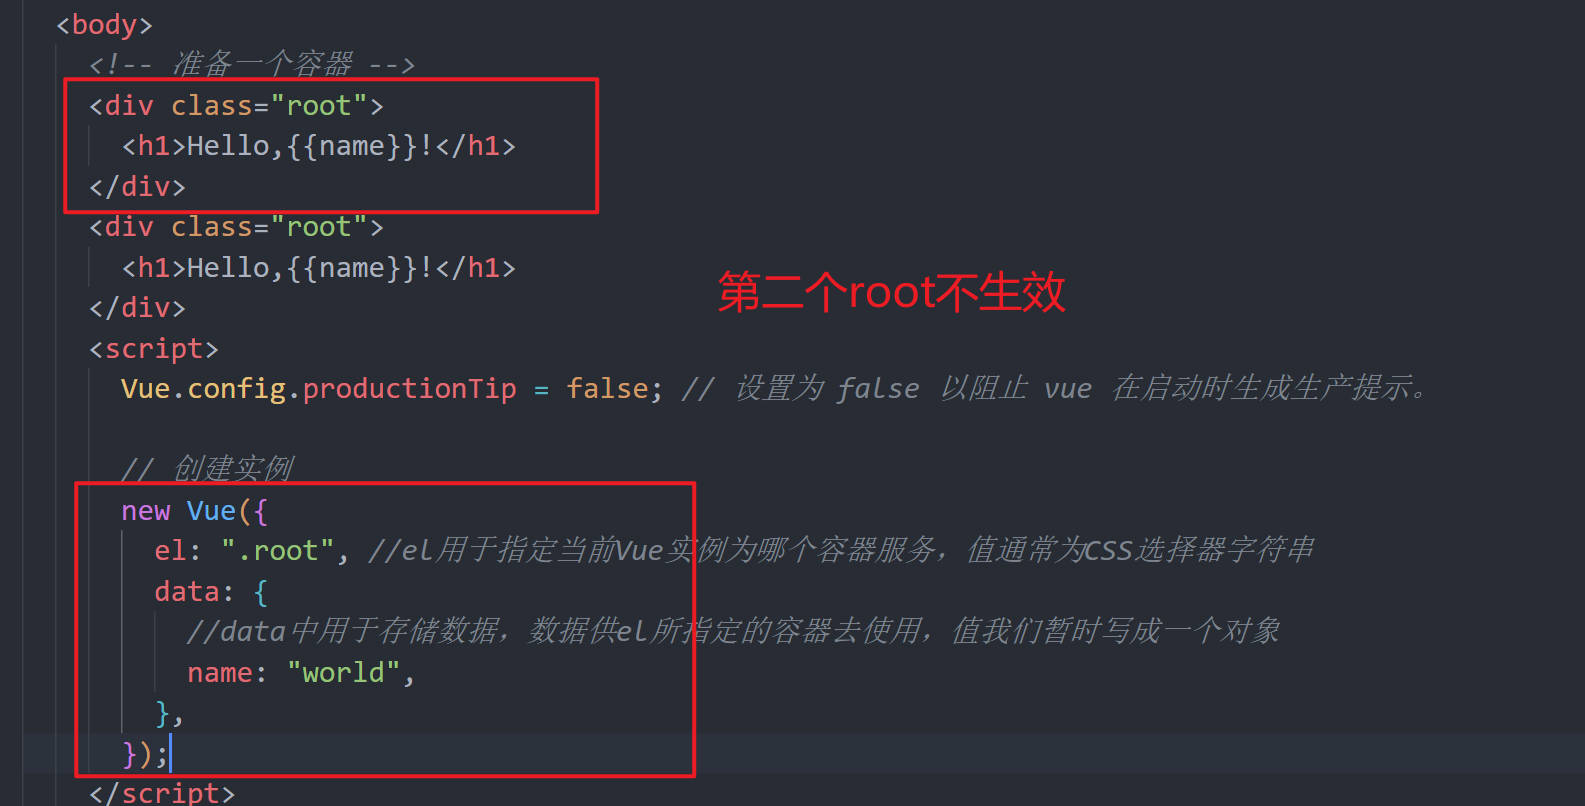 <body>
<!-- 准备一个容器 -->
<div class="root">
<h1>Hello,{{name}}!</h1>
</div>
<div class="root">
<h1>Hello,{{name}}!</h1>
</div>
第二个root不生效
<script>
Vue.config.productionTip = false; // 设置为 false 以阻止 vue 在启动时生成生产提示。
// 创建实例
new Vue({
el: ".root", //el用于指定当前Vue实例为哪个容器服务，值通常为CSS选择器字符串
data: {
//data中用于存储数据，数据供el所指定的容器去使用，值我们暂时写成一个对象
name: "world",
},
});
</script>